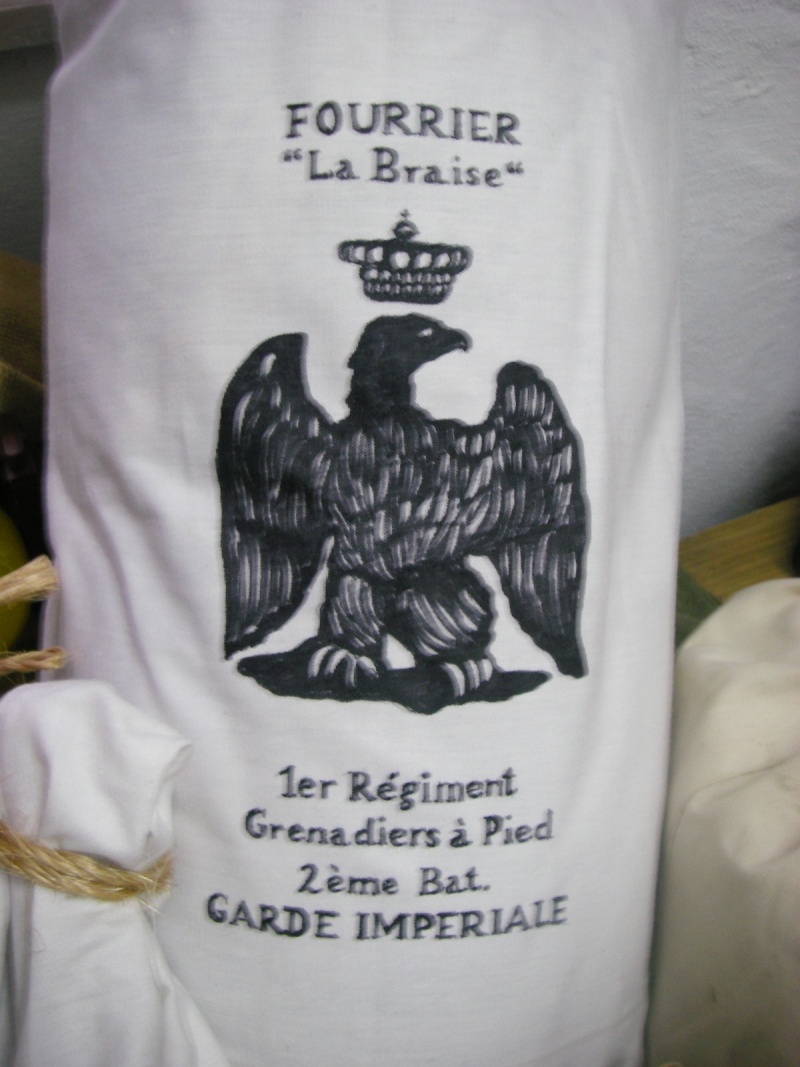 FOURRIER
“La Braise“
1er Régiment
Grenadiers à Pied
2ème Bat.
GARDE IMPERIALE